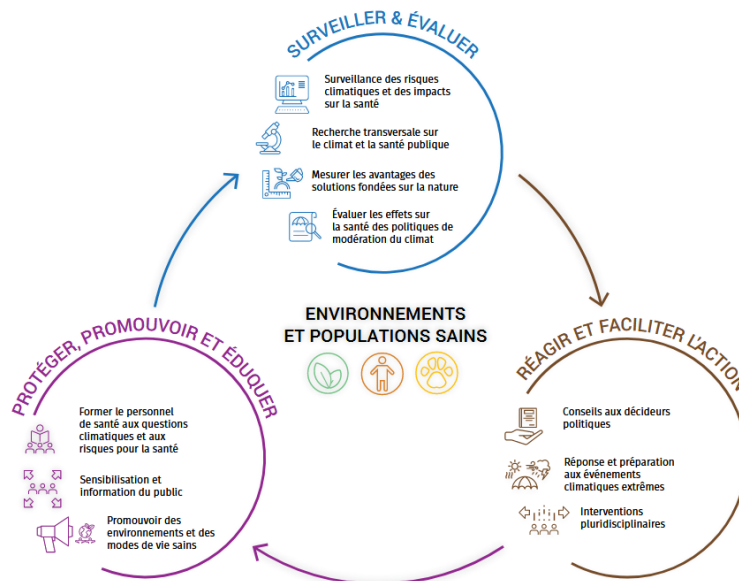 SURVEILLER & ÉVALUER
Surveillance des risques
climatiques et des impacts
sur la santé
Recherche transversale sur
le climat et la santé publique
Mesurer les avantages des
solutions fondées sur la nature
Évaluer les effets sur
la santé des politiques de
modération du climat
ENVIRONNEMENTS
ET POPULATIONS SAINS
PROTÉGER, PROMOUVOIR ET ÉDUQUER
Former le personnel
de santé aux questions
climatiques et aux
risques pour la santé
Sensibilisation et
information du public
Promouvoir des
environnements et des
modes de vie sains
RÉAGIR ET FACILITER L'ACTION
Conseils aux décideurs
politiques
Réponse et préparation
aux événements
climatiques extrêmes
Interventions
pluridisciplinaires